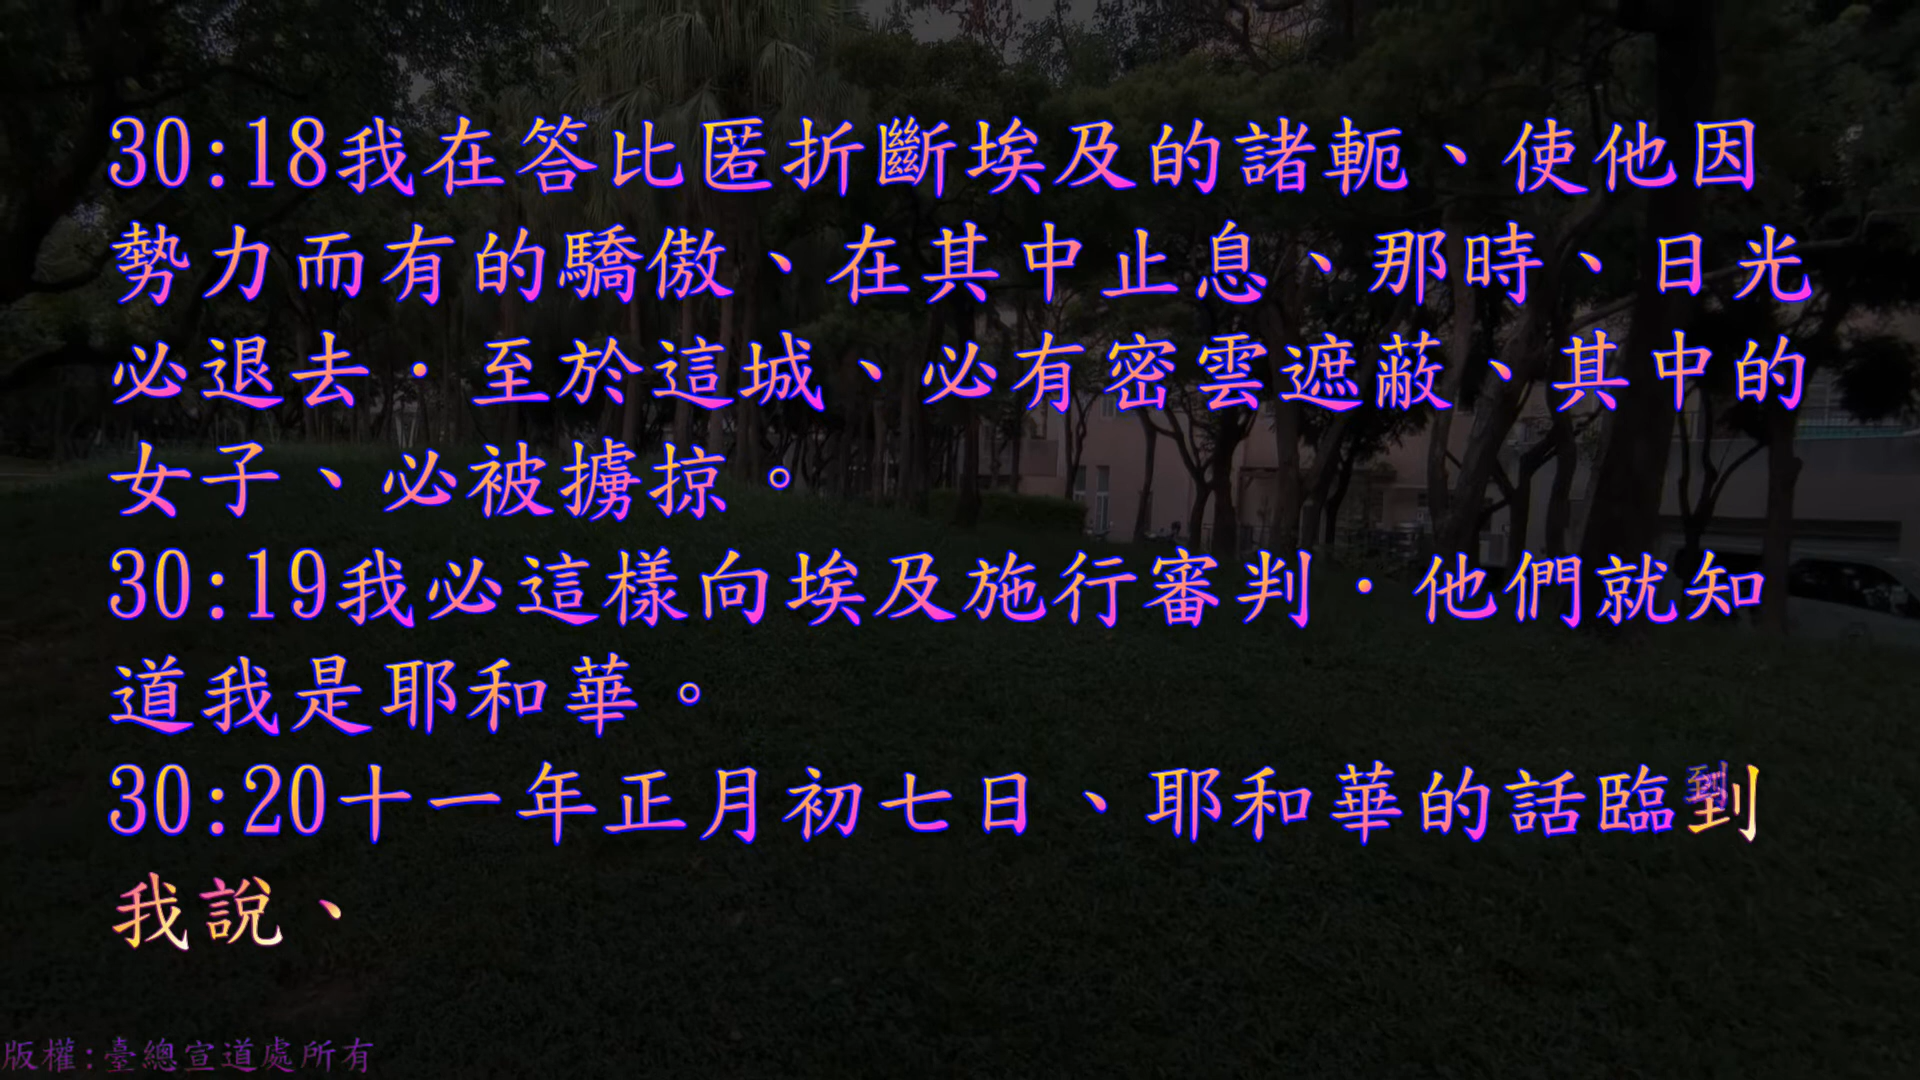 30:18我在答比匿折斷埃及的諸軛、使他因
勢力而有的驕傲、在其中止息、那時、日光
必退去．至於這城、必有密雲遮蔽、其中的
女子、必被擄掠。
30:19我必這樣向埃及施行審判．他們就知
道我是耶和華。
30:20十一年正月初七日、耶和華的話臨到
我說、
版權:臺總宣道處所有